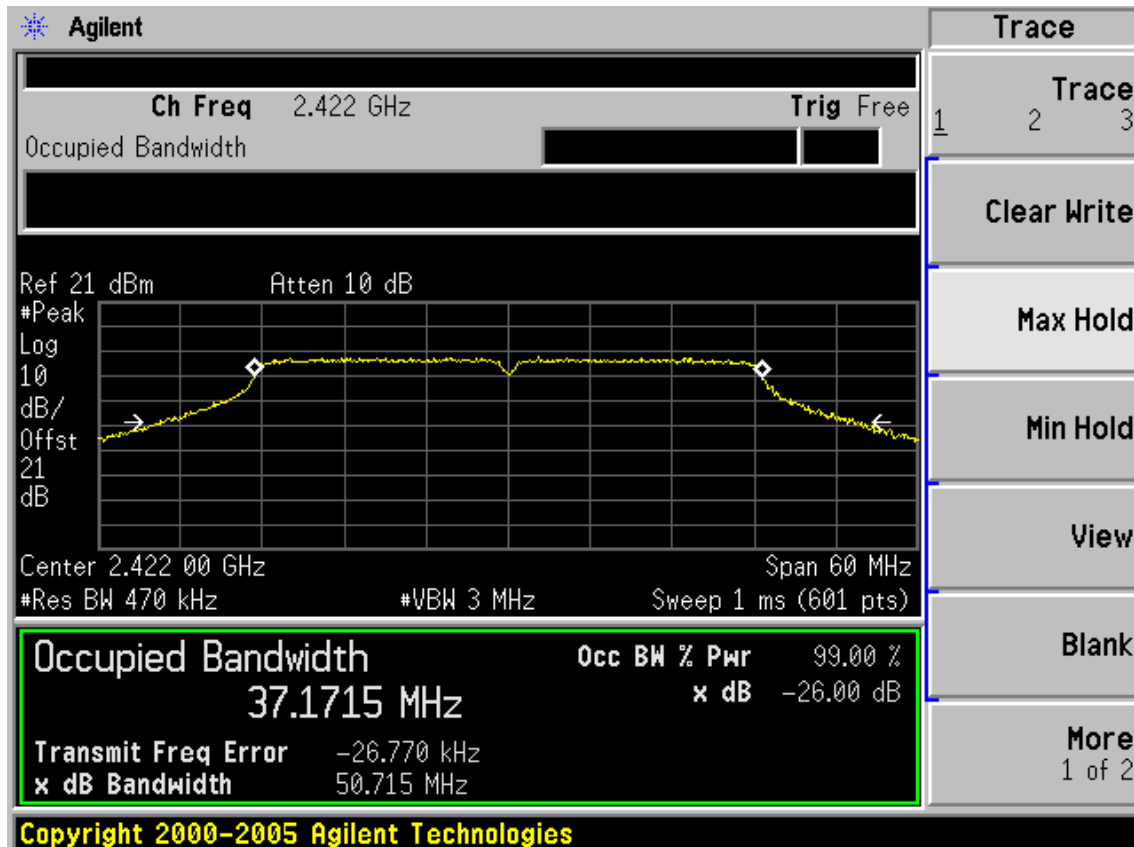 Agilent
Ch Freq 2.422 GHz Trig Free
Occupied Bandwidth
Ref 21 dBm Atten 10 dB
#Peak
Log
10
dB/
Offst
21
dB
Center 2.422 00 GHz Span 60 MHz
#Res BW 470 kHz #VBW 3 MHz Sweep 1 ms (601 pts)
Occupied Bandwidth Occ BW % Pwr 99.00 %
37.1715 MHz x dB -26.00 dB
Transmit Freq Error -26.770 kHz
x dB Bandwidth 50.715 MHz
Copyright 2000-2005 Agilent Technologies
Trace
Trace
1 2 3
Clear Write
Max Hold
Min Hold
View
Blank
More
1 of 2